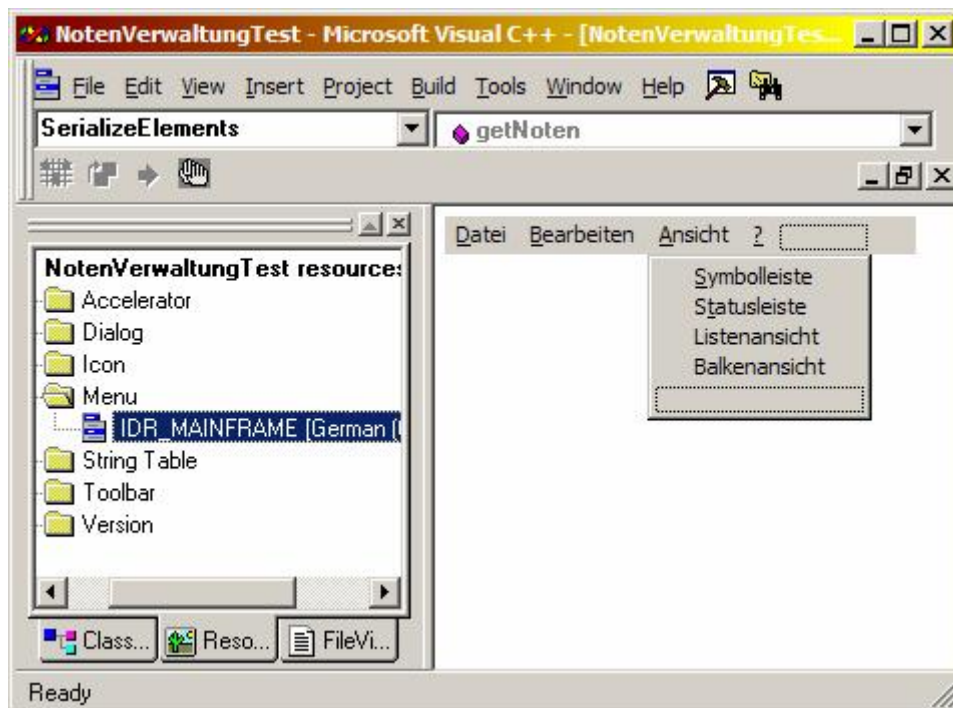 NotenVerwaltungTest - Microsoft Visual C++ - [NotenVerwaltungTes...
File Edit View Insert Project Build Tools Window Help
SerializeElements getNoten
Datei Bearbeiten Ansicht ?
NotenVerwaltungTest resources
Accelerator
Dialog
Icon
Menu
IDR_MAINFRAME [German (
String Table
Toolbar
Version
Symbolleiste
Statusleiste
Listenansicht
Balkenansicht
Class... Reso... FileVi...
Ready